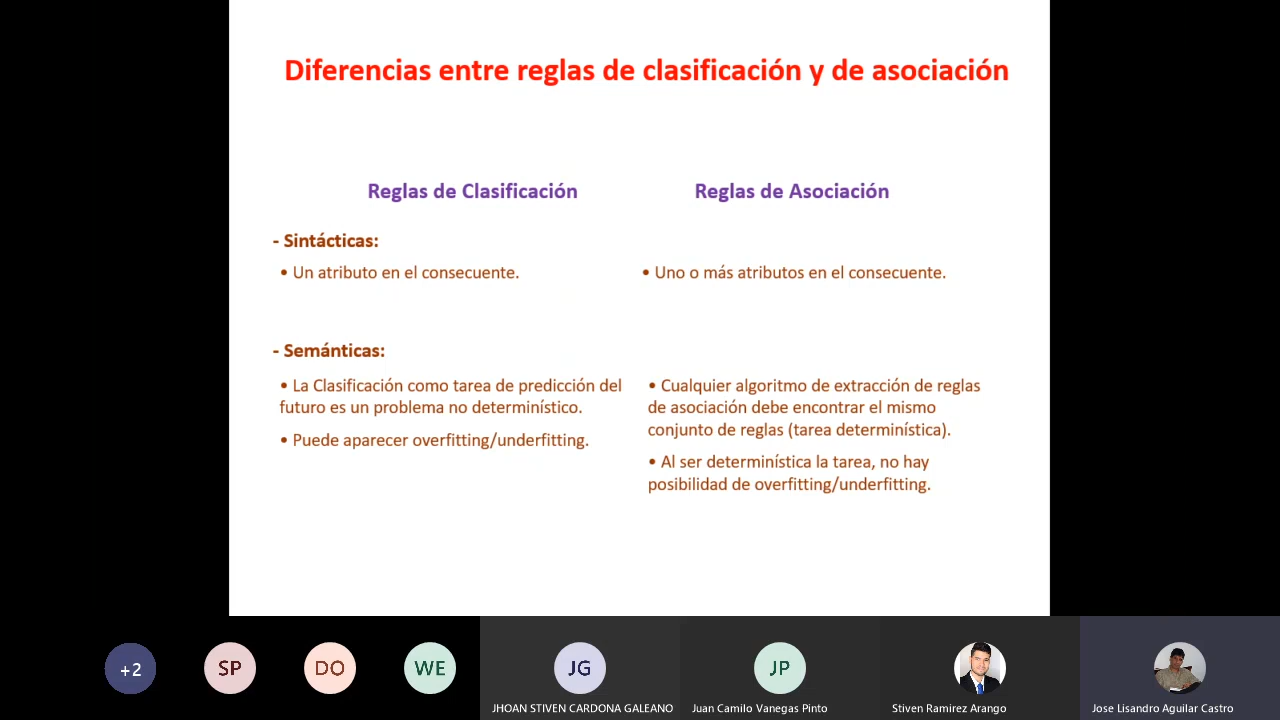 Diferencias entre reglas de clasificación y de asociación
Reglas de Clasificación
Reglas de Asociación
- Sintácticas:
• Un atributo en el consecuente.
• Uno o más atributos en el consecuente.
- Semánticas:
• La Clasificación como tarea de predicción del
futuro es un problema no determinístico.
• Puede aparecer overfitting/underfitting.
• Cualquier algoritmo de extracción de reglas
de asociación debe encontrar el mismo
conjunto de reglas (tarea determinística).
• Al ser determinística la tarea, no hay
posibilidad de overfitting/underfitting.
+2
SP
DO
WE
JG
JP
JHOAN STIVEN CARDONA GALEANO
Juan Camilo Vanegas Pinto
Stiven Ramirez Arango
Jose Lisandro Aguilar Castro